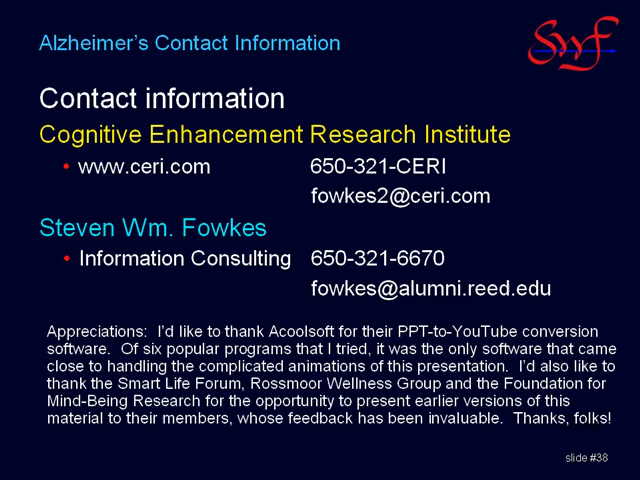 Alzheimer's Contact Information
Swf
Contact information
Cognitive Enhancement Research Institute
• www.ceri.com 650-321-CERI
fowkes2@ceri.com
Steven Wm. Fowkes
• Information Consulting 650-321-6670
fowkes@alumni.reed.edu
Appreciations: I'd like to thank Acoolsoft for their PPT-to-YouTube conversion
software. Of six popular programs that I tried, it was the only software that came
close to handling the complicated animations of this presentation. I'd also like to
thank the Smart Life Forum, Rossmoor Wellness Group and the Foundation for
Mind-Being Research for the opportunity to present earlier versions of this
material to their members, whose feedback has been invaluable. Thanks, folks!
slide #38